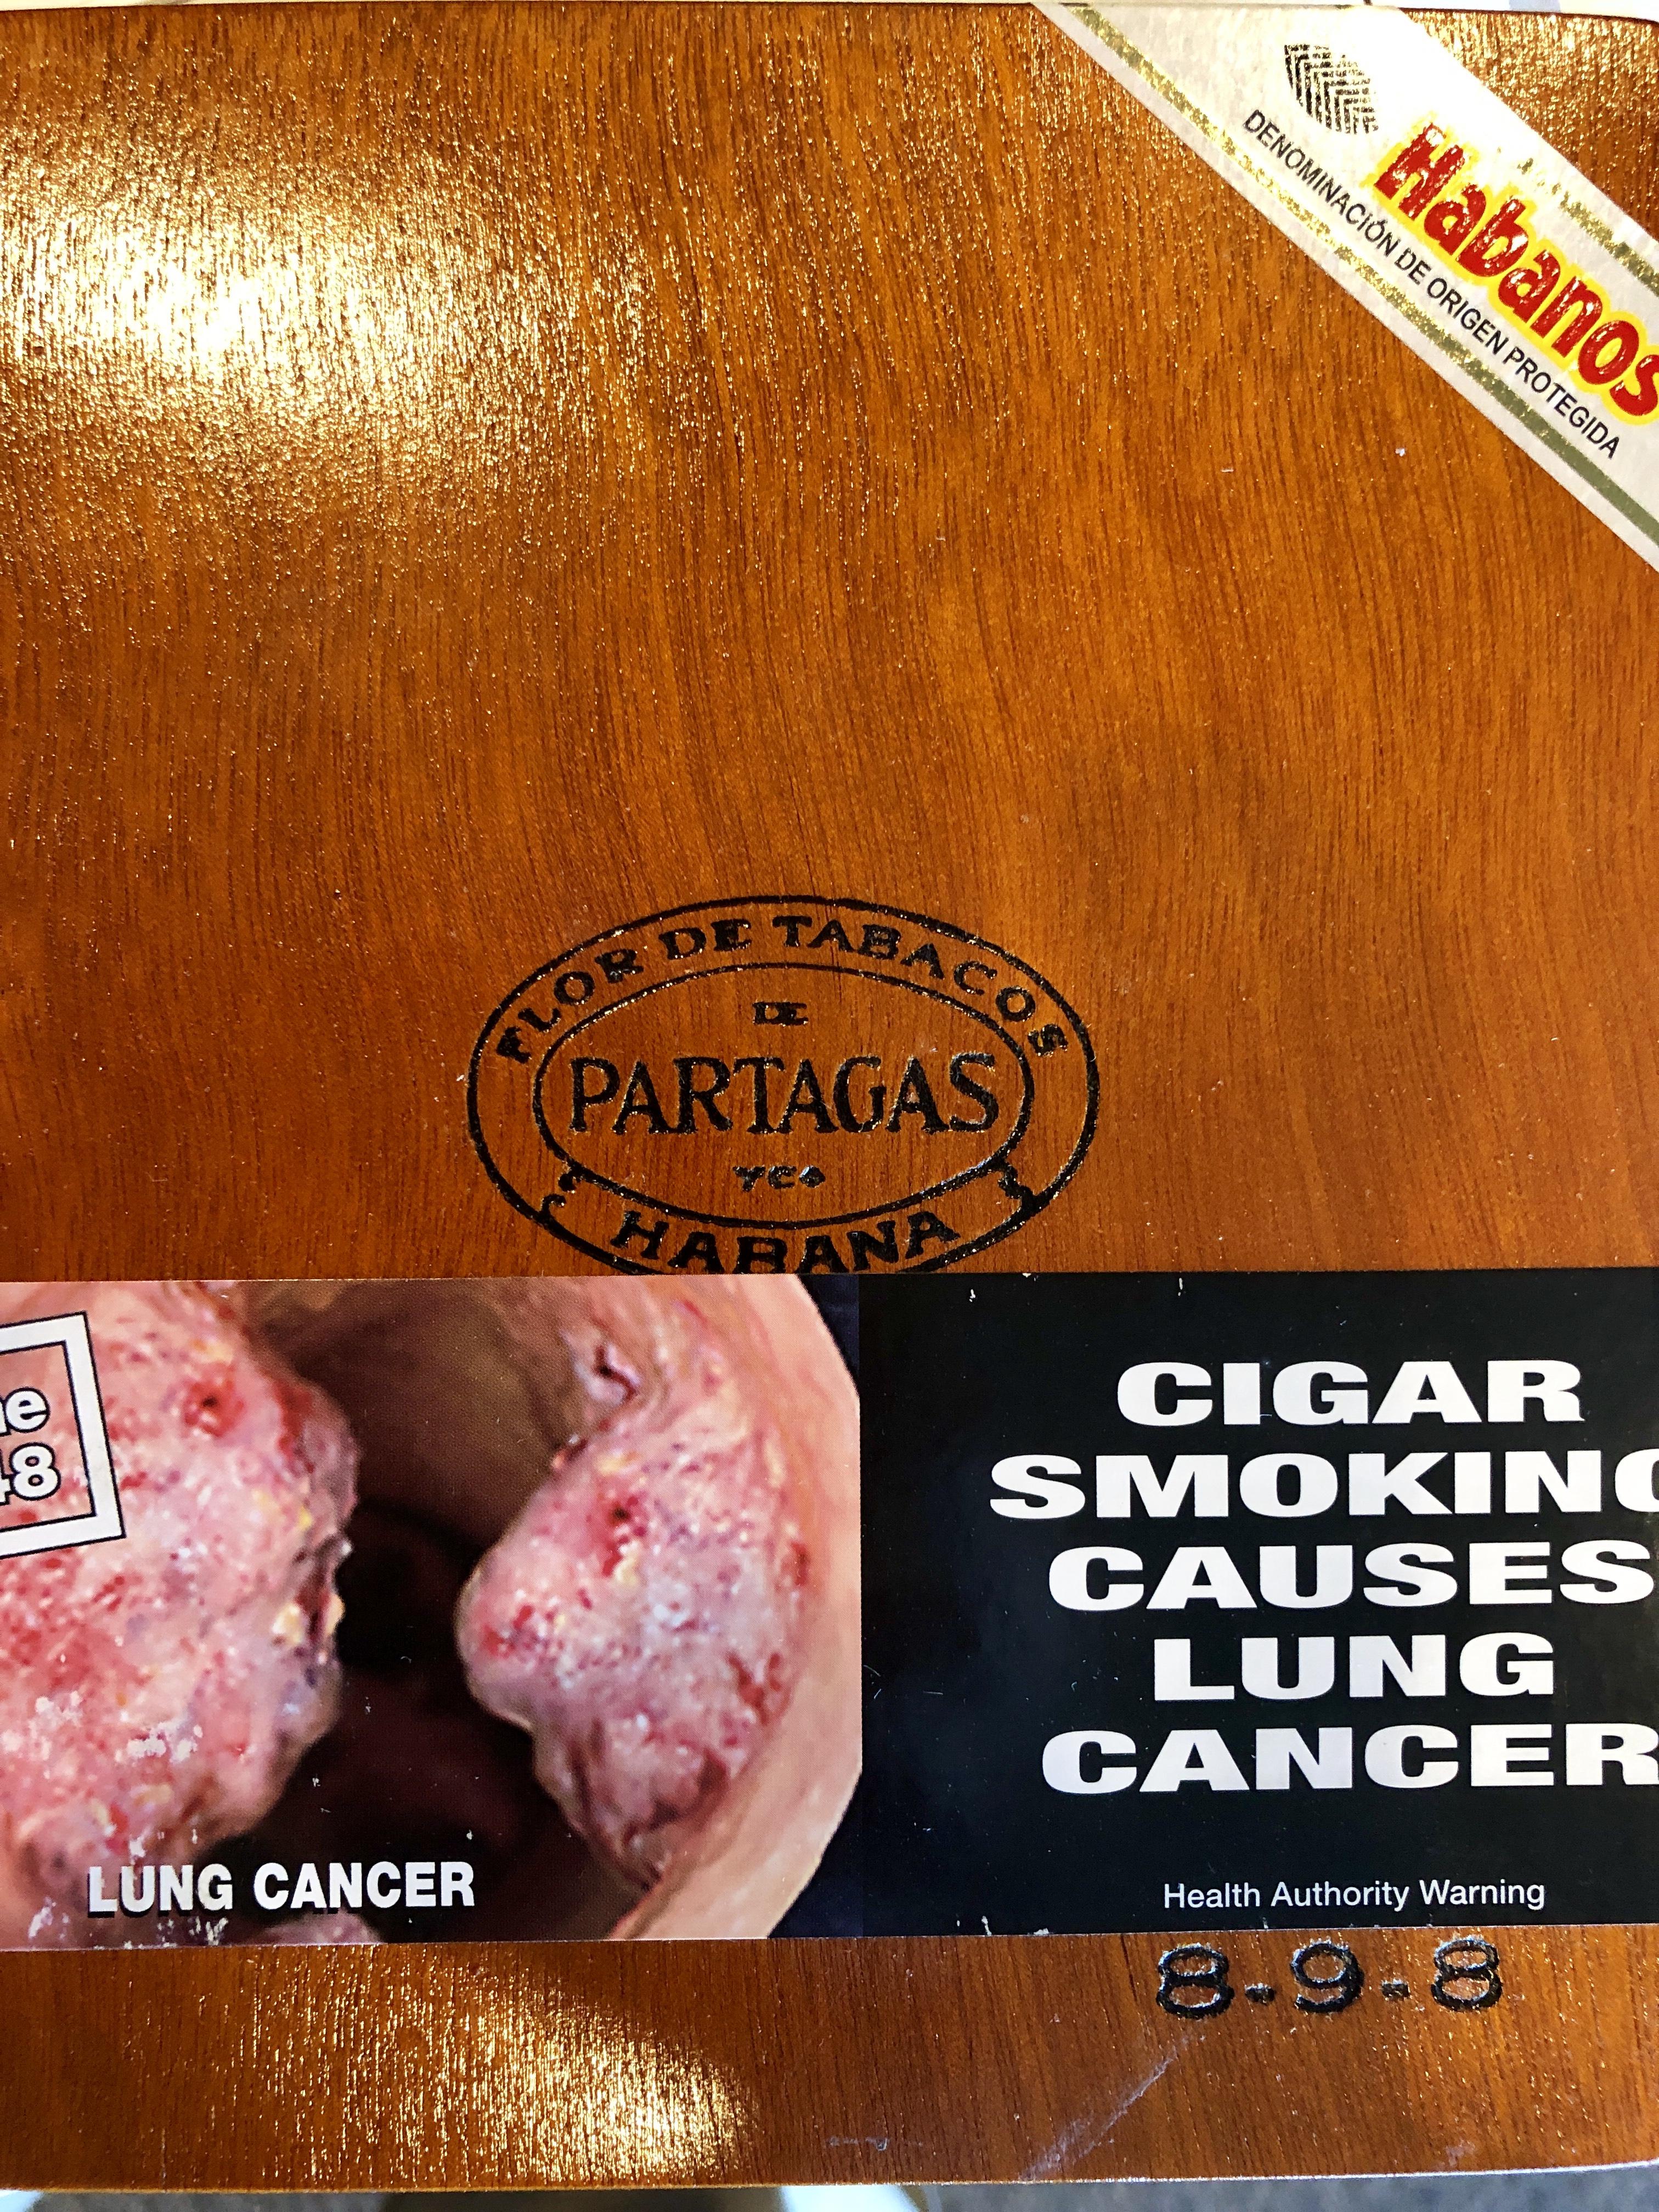 Habanos
DENOMINACIÓN DE ORIGEN PROTEGIDA
FLOR DE TABACOS
DE
PARTAGAS
Y CO
HABANA
CIGAR
SMOKING
CAUSES
LUNG
CANCER
LUNG CANCER
Health Authority Warning
8-9-8